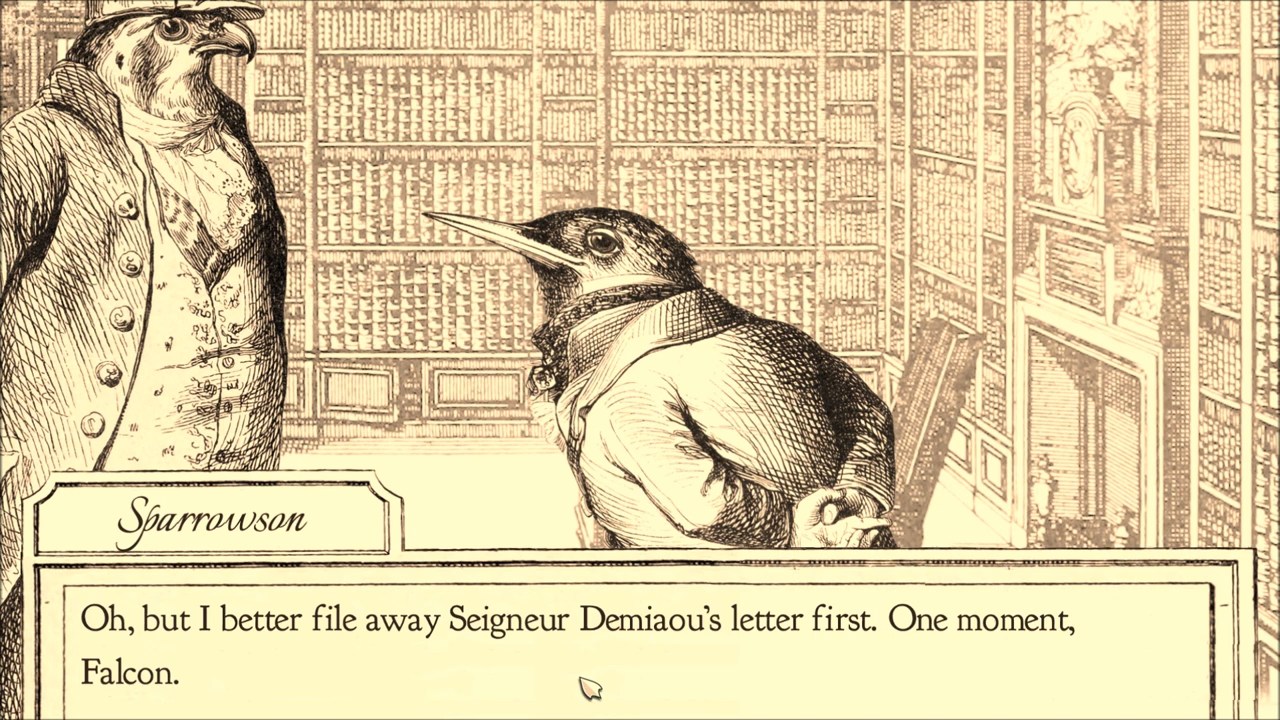 Sparrowson
Oh, but I better file away Seigneur Demiaou's letter first. One moment,
Falcon.